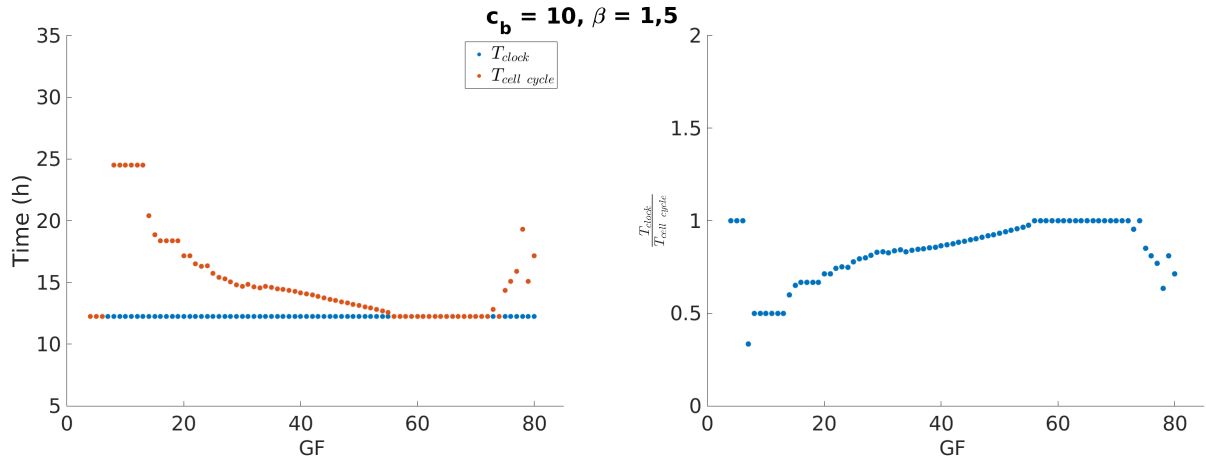 c_b = 10, β = 1,5
35
30
25
20
15
10
5
Time (h)
T_clock
T_cell cycle
0 20 40 60 80
GF
2
1.5
1
0.5
0
T_clock
T_cell cycle
0 20 40 60 80
GF